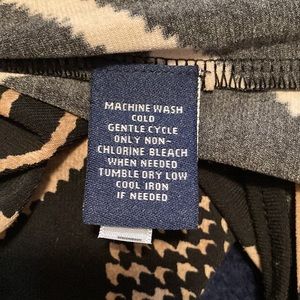 MACHINE WASH
COLD
GENTLE CYCLE
ONLY NON-
CHLORINE BLEACH
WHEN NEEDED
TUMBLE DRY LOW
COOL IRON
IF NEEDED